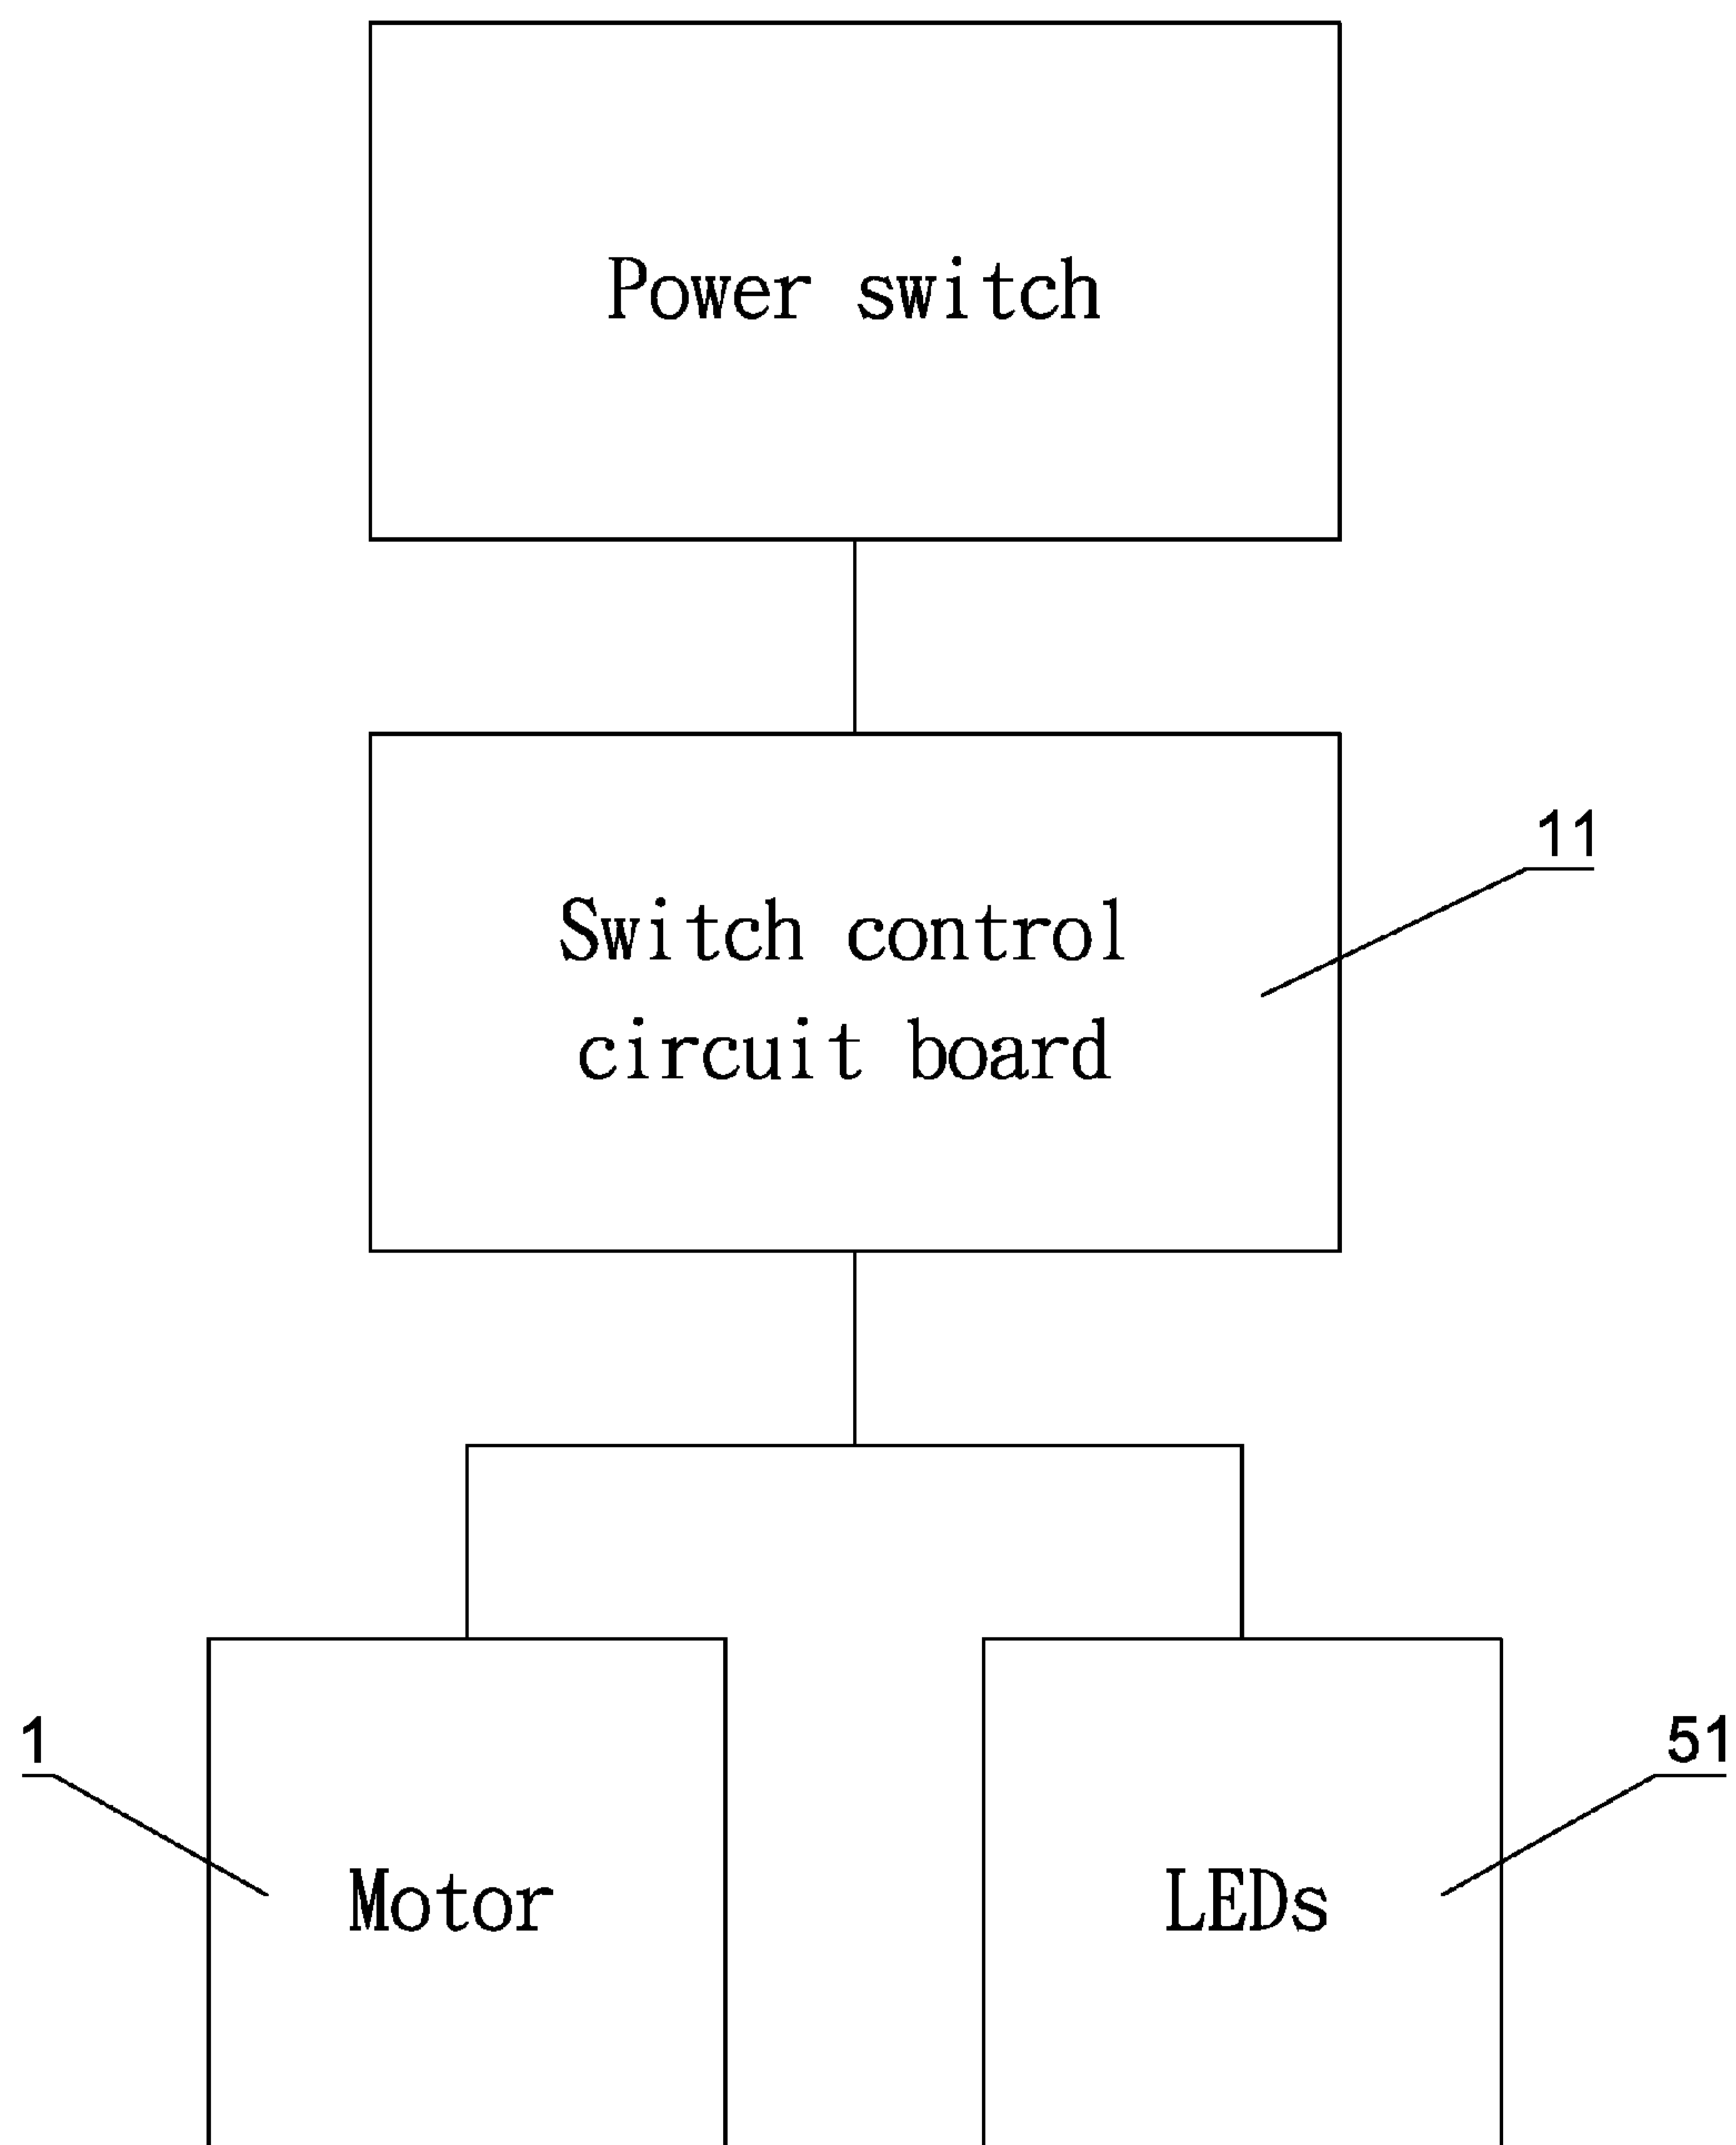 Power switch
11
Switch control
circuit board
1
51
Motor
LEDs